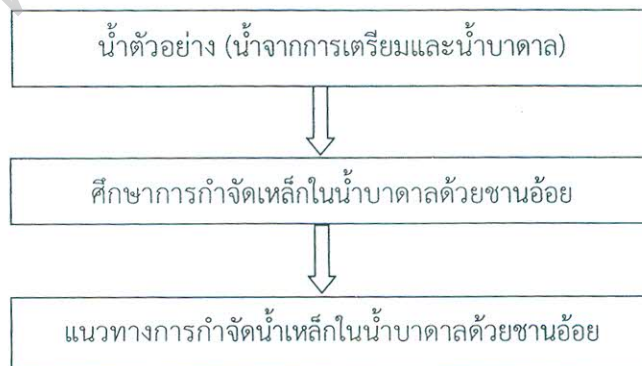 น้ำตัวอย่าง (น้ำจากการเตรียมและน้ำบาดาล)
ศึกษาการกำจัดเหล็กในน้ำบาดาลด้วยชานอ้อย
แนวทางการกำจัดน้ำเหล็กในน้ำบาดาลด้วยชานอ้อย